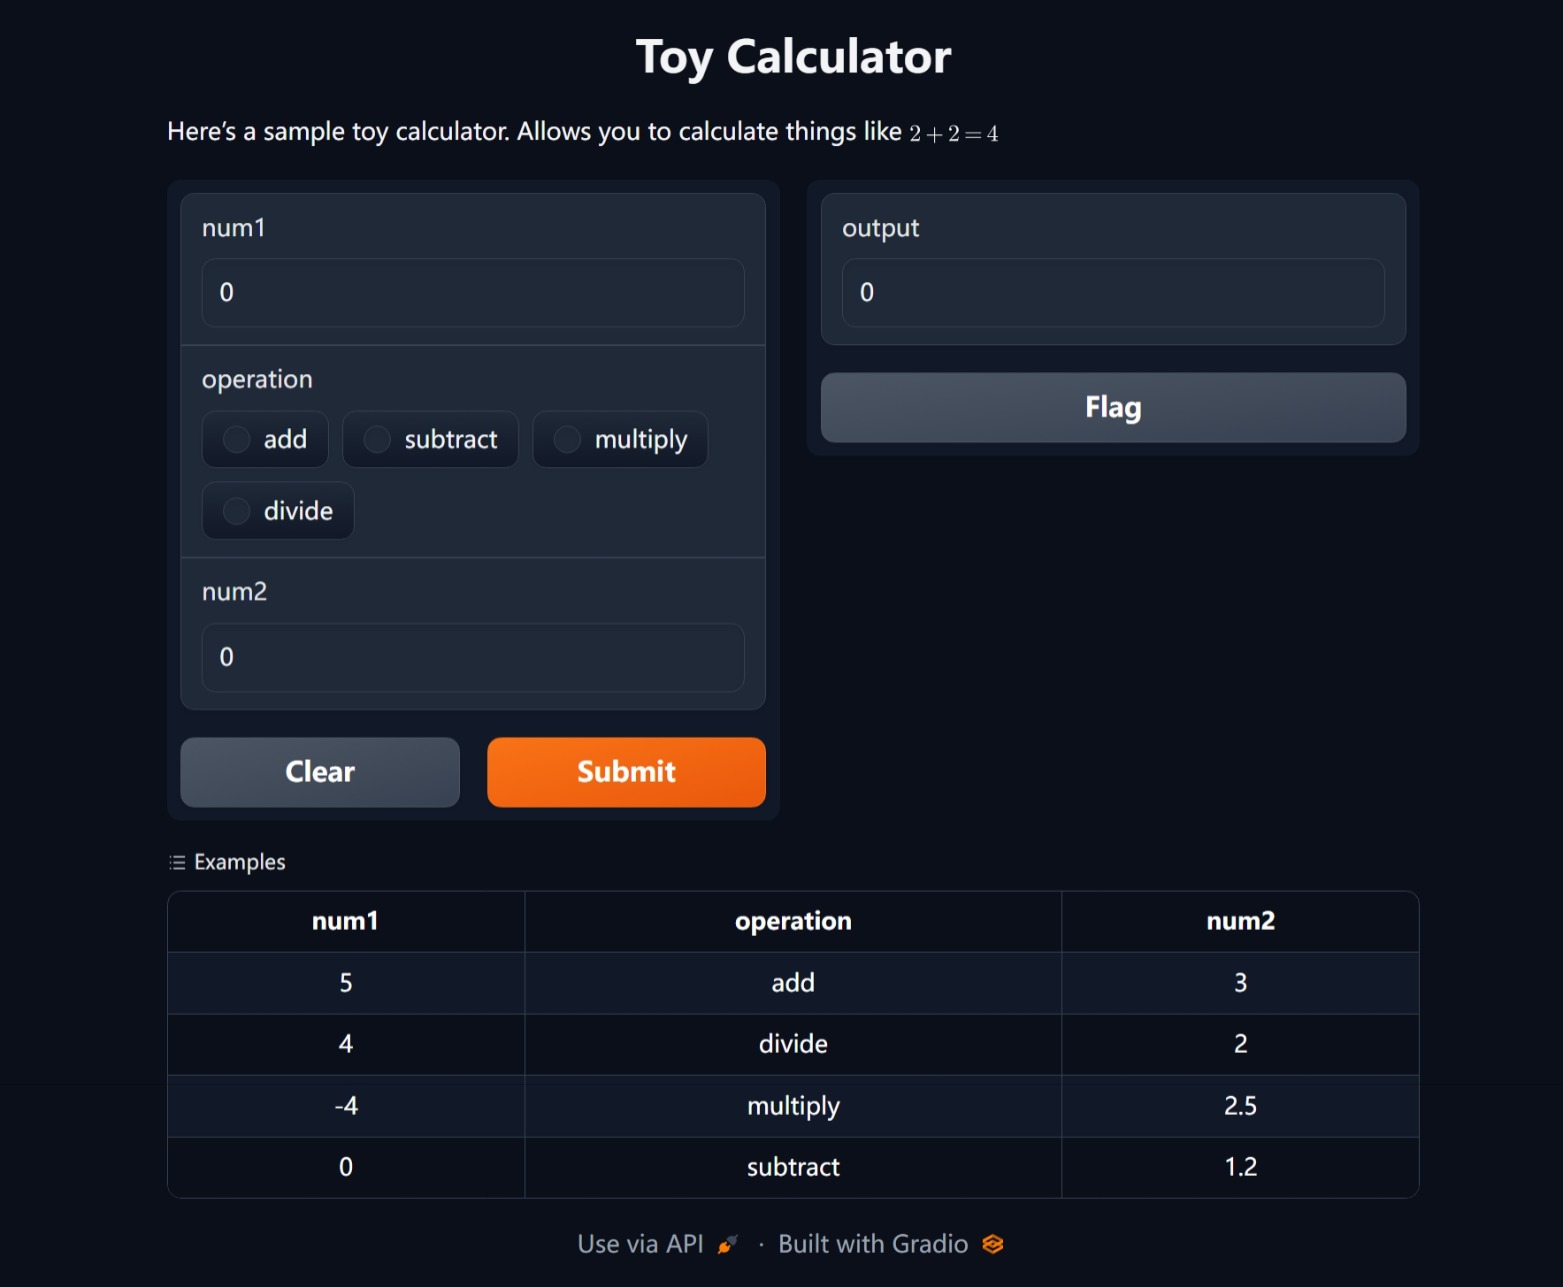 Toy Calculator
Here's a sample toy calculator. Allows you to calculate things like 2 + 2 = 4
num1
0
operation
add subtract multiply
divide
num2
0
Clear Submit
output
0
Flag
Examples
num1 operation num2
5 add 3
4 divide 2
-4 multiply 2.5
0 subtract 1.2
Use via API · Built with Gradio